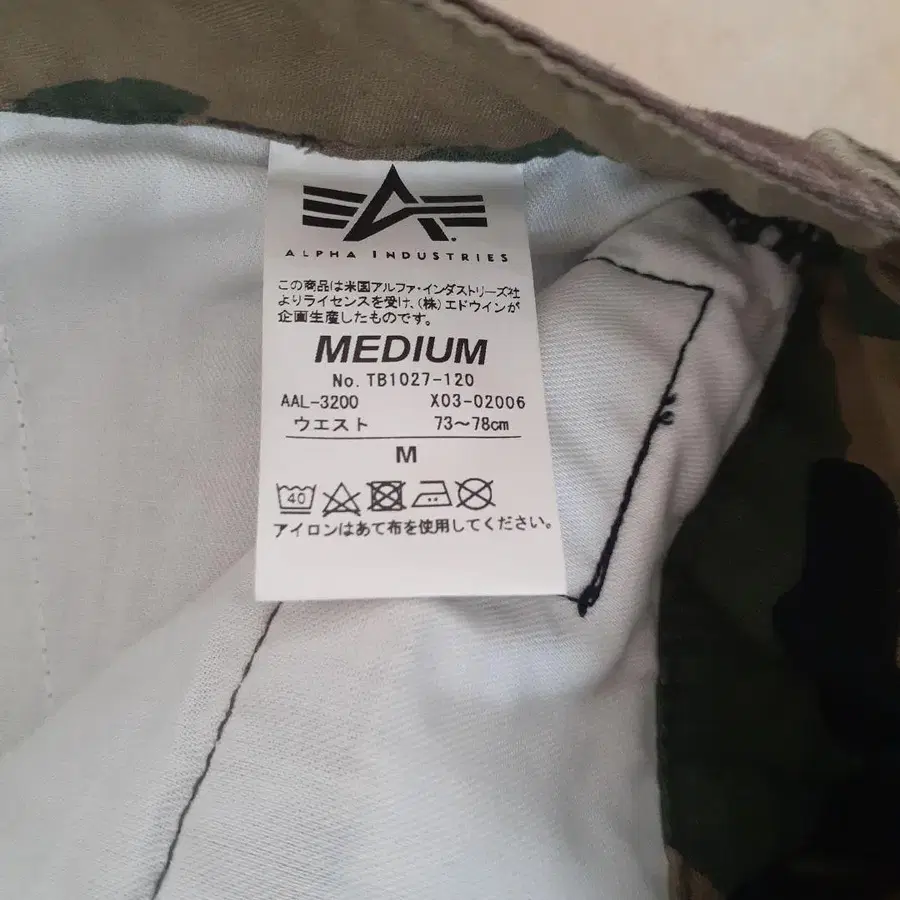 ALPHA INDUSTRIES
この商品は米国アルファ・インダストリーズ社
よりライセンスを受け、(株)エドウインが
企画生産したものです。
MEDIUM
No. TB1027-120
AAL-3200 X03-02006
ウエスト 73～78cm
M
40
アイロンはあて布を使用してください。